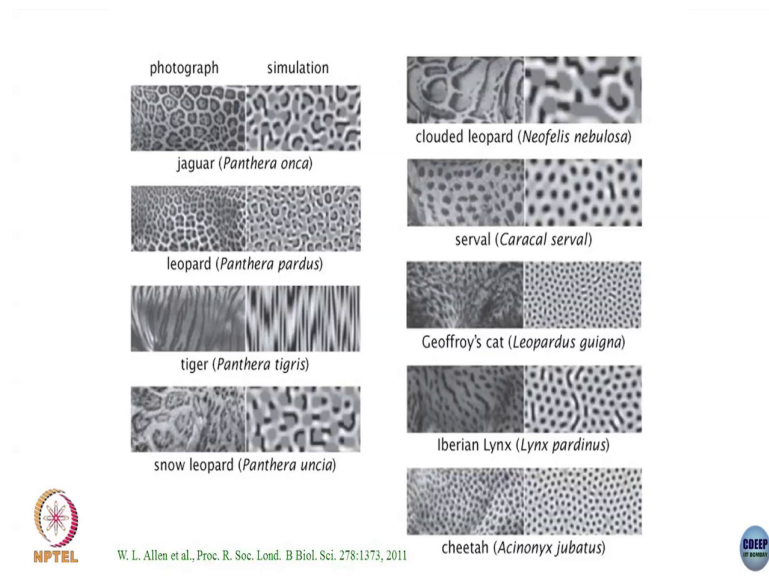 photograph simulation
jaguar (Panthera onca)
leopard (Panthera pardus)
tiger (Panthera tigris)
snow leopard (Panthera uncia)
clouded leopard (Neofelis nebulosa)
serval (Caracal serval)
Geoffroy's cat (Leopardus guigna)
Iberian Lynx (Lynx pardinus)
cheetah (Acinonyx jubatus)
NPTEL
W. L. Allen et al., Proc. R. Soc. Lond. B Biol. Sci. 278:1373, 2011
CDEEP
IIT BOMBAY